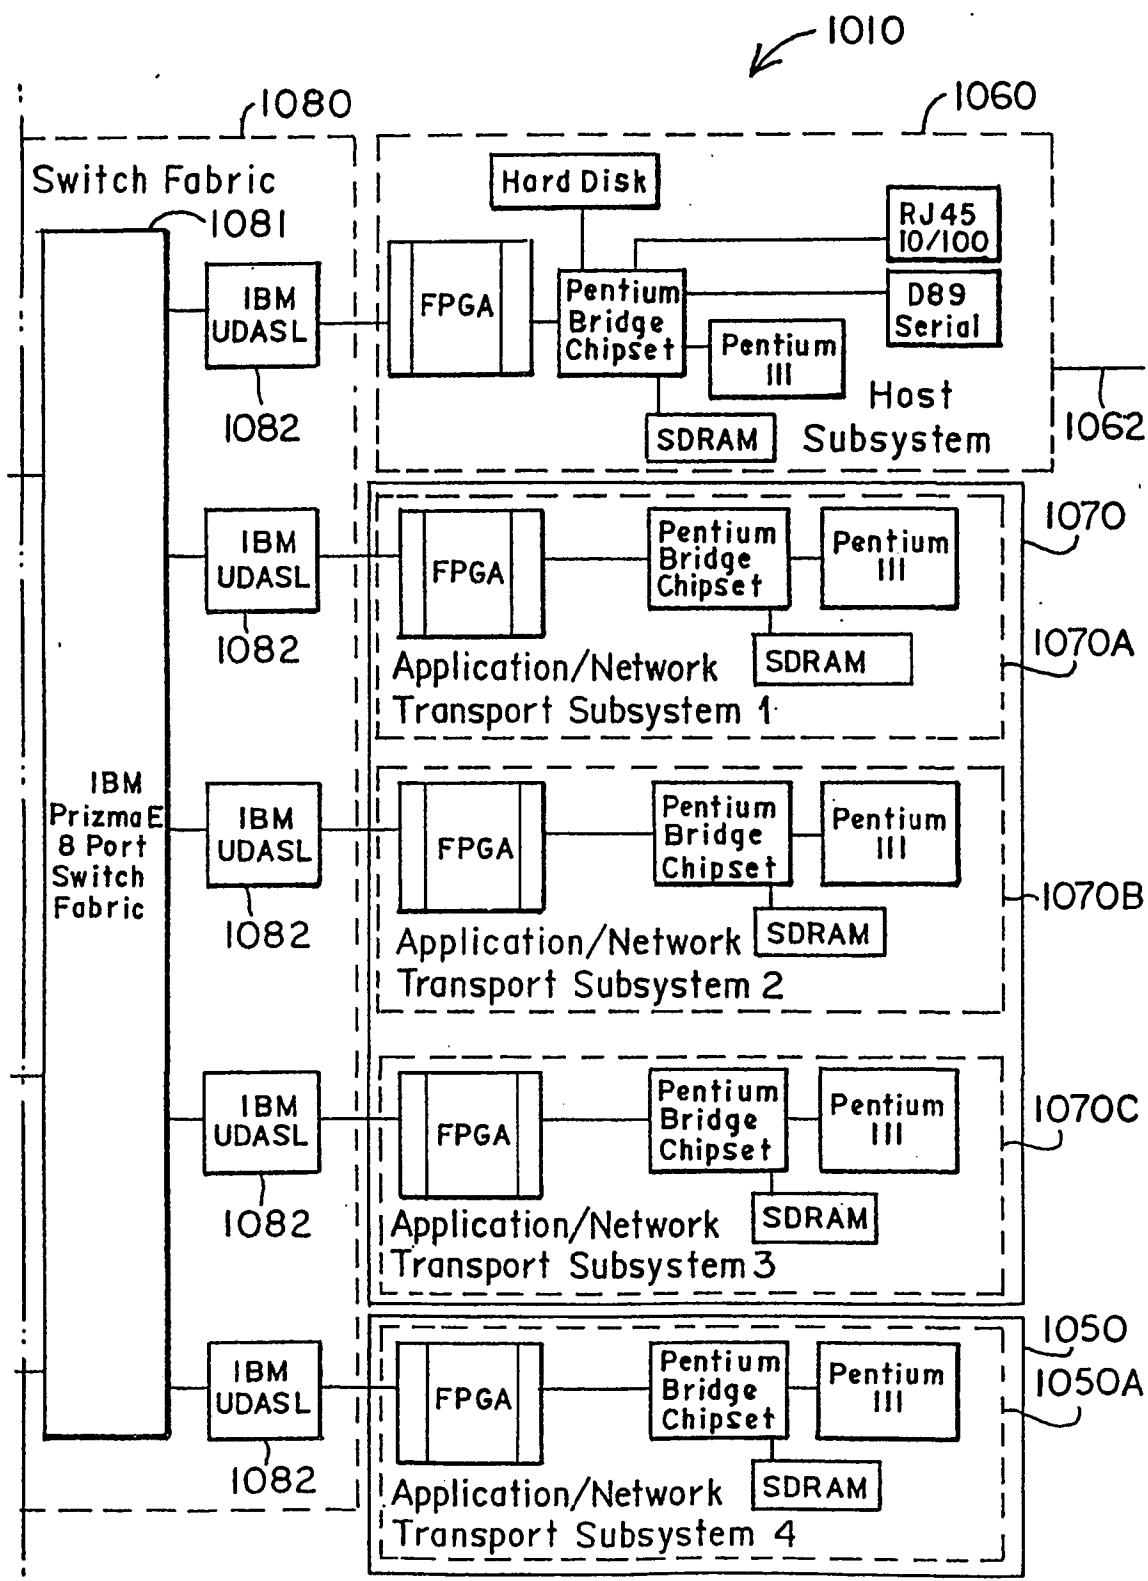 1010
1080
1060
Switch Fabric
1081
Hard Disk
RJ45
10/100
IBM
UDASL
FPGA
Pentium
Bridge
Chipset
D89
Serial
Pentium
III
1082
Host
Subsystem
SDRAM
1062
IBM
UDASL
FPGA
Pentium
Bridge
Chipset
Pentium
III
1070
1082
Application/Network
Transport Subsystem 1
SDRAM
1070A
IBM
PrizmaE
8 Port
Switch
Fabric
IBM
UDASL
FPGA
Pentium
Bridge
Chipset
Pentium
III
1070B
1082
Application/Network
Transport Subsystem 2
SDRAM
IBM
UDASL
FPGA
Pentium
Bridge
Chipset
Pentium
III
1070C
1082
Application/Network
Transport Subsystem 3
SDRAM
IBM
UDASL
FPGA
Pentium
Bridge
Chipset
Pentium
III
1050
1050A
1082
Application/Network
Transport Subsystem 4
SDRAM